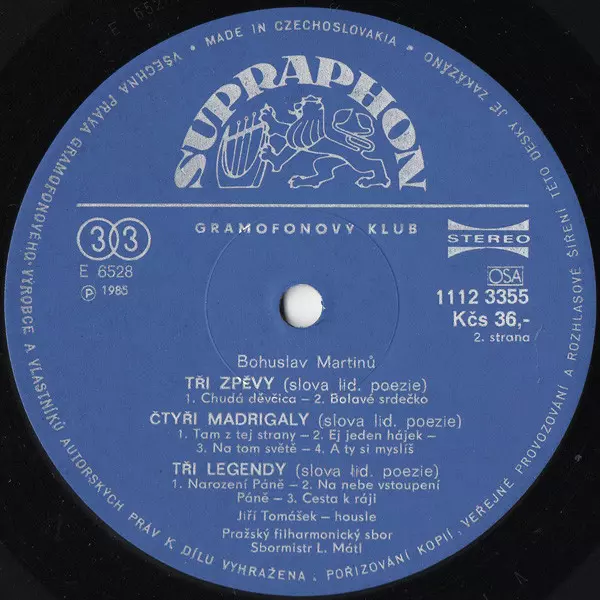 • MADE IN CZECHOSLOVAKIA •
VŠECHNA PRÁVA GRAMOFONOVÉHO VÝROBCE A VLASTNÍKŮ AUTORSKÝCH PRÁV K DÍLU VYHRAŽENA. POŘIZOVÁNÍ KOPIÍ, VEŘEJNÉ PROVOZOVÁNÍ A ROZHLASOVÉ ŠÍŘENÍ TÉTO DESKY JE ZAKÁZÁNO
SUPRAPHON
GRAMOFONOVÝ KLUB
33
E 6528
Ⓟ 1985
STEREO
OSA
1112 3355
Kčs 36,-
2. strana
Bohuslav Martinů
TŘI ZPĚVY (slova lid. poezie)
1. Chudá děvčica – 2. Bolavé srdečko
ČTYŘI MADRIGALY (slova lid. poezie)
1. Tam z tej strany – 2. Ej jeden hájek –
3. Na tom světě – 4. A ty si myslíš
TŘI LEGENDY (slova lid. poezie)
1. Narození Páně – 2. Na nebe vstoupení
Páně – 3. Cesta k ráji
Jiří Tomášek – housle
Pražský filharmonický sbor
Sbormistr L. Mátl